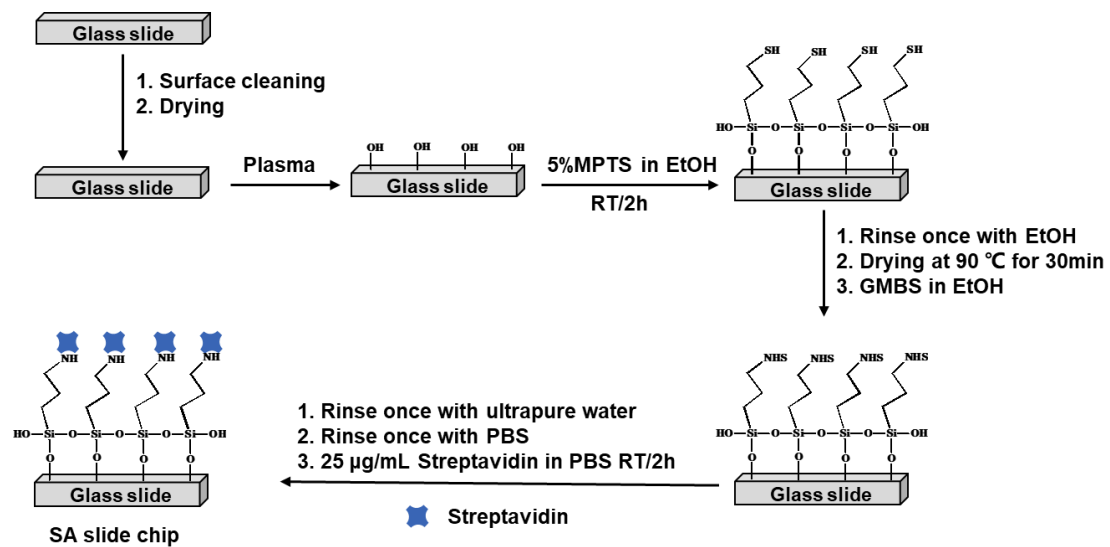 Glass slide
1. Surface cleaning
2. Drying
Glass slide
Plasma
OH OH OH OH
Glass slide
5%MPTS in EtOH
RT/2h
SH SH SH SH
HO Si O Si O Si O Si OH
O O O O
Glass slide
1. Rinse once with EtOH
2. Drying at 90 ℃ for 30min
3. GMBS in EtOH
NHS NHS NHS NHS
HO Si O Si O Si O Si OH
O O O O
Glass slide
1. Rinse once with ultrapure water
2. Rinse once with PBS
3. 25 µg/mL Streptavidin in PBS RT/2h
Streptavidin
NH NH NH NH
HO Si O Si O Si O Si OH
O O O O
Glass slide
SA slide chip